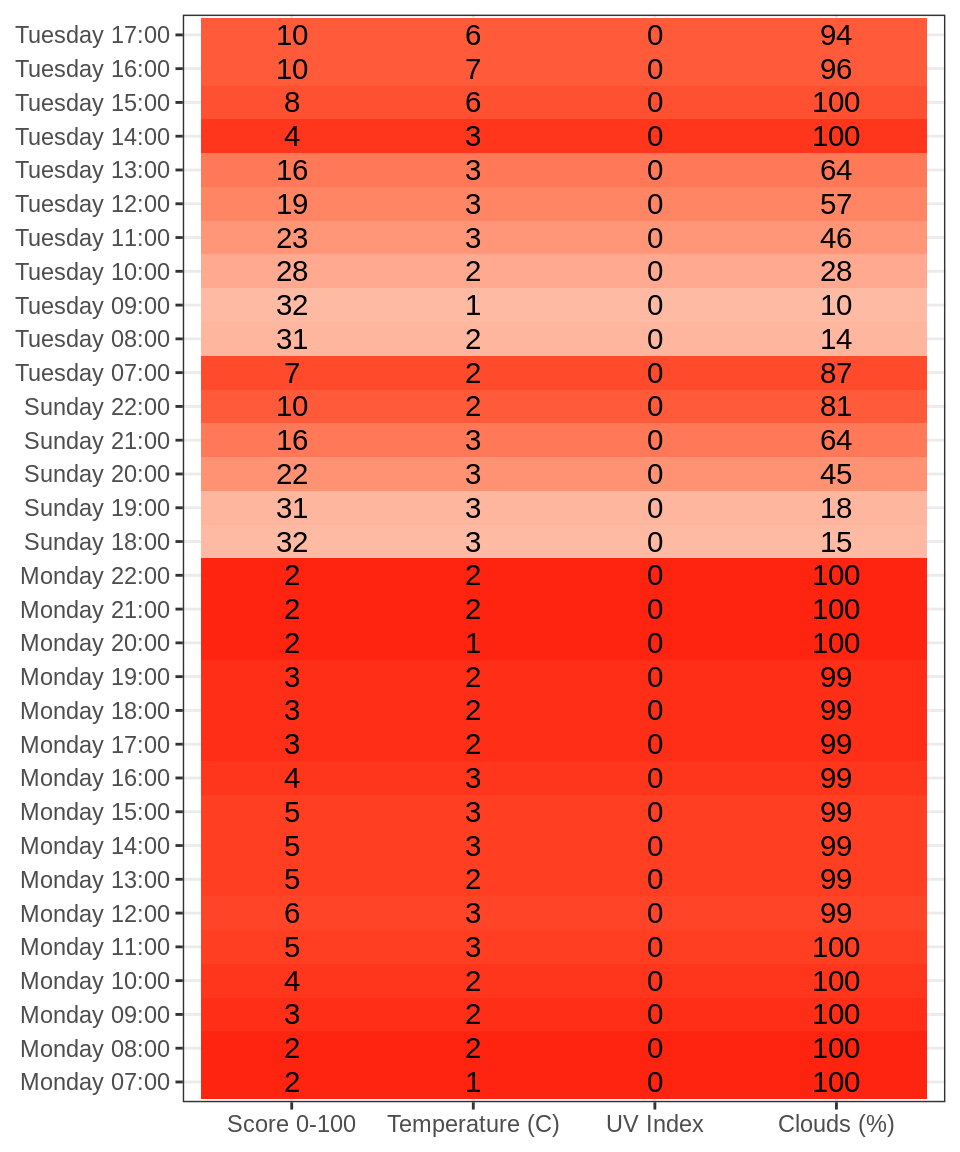 Tuesday 17:00 10 6 0 94
Tuesday 16:00 10 7 0 96
Tuesday 15:00 8 6 0 100
Tuesday 14:00 4 3 0 100
Tuesday 13:00 16 3 0 64
Tuesday 12:00 19 3 0 57
Tuesday 11:00 23 3 0 46
Tuesday 10:00 28 2 0 28
Tuesday 09:00 32 1 0 10
Tuesday 08:00 31 2 0 14
Tuesday 07:00 7 2 0 87
Sunday 22:00 10 2 0 81
Sunday 21:00 16 3 0 64
Sunday 20:00 22 3 0 45
Sunday 19:00 31 3 0 18
Sunday 18:00 32 3 0 15
Monday 22:00 2 2 0 100
Monday 21:00 2 2 0 100
Monday 20:00 2 1 0 100
Monday 19:00 3 2 0 99
Monday 18:00 3 2 0 99
Monday 17:00 3 2 0 99
Monday 16:00 4 3 0 99
Monday 15:00 5 3 0 99
Monday 14:00 5 3 0 99
Monday 13:00 5 2 0 99
Monday 12:00 6 3 0 99
Monday 11:00 5 3 0 100
Monday 10:00 4 2 0 100
Monday 09:00 3 2 0 100
Monday 08:00 2 2 0 100
Monday 07:00 2 1 0 100
Score 0-100 Temperature (C) UV Index Clouds (%)